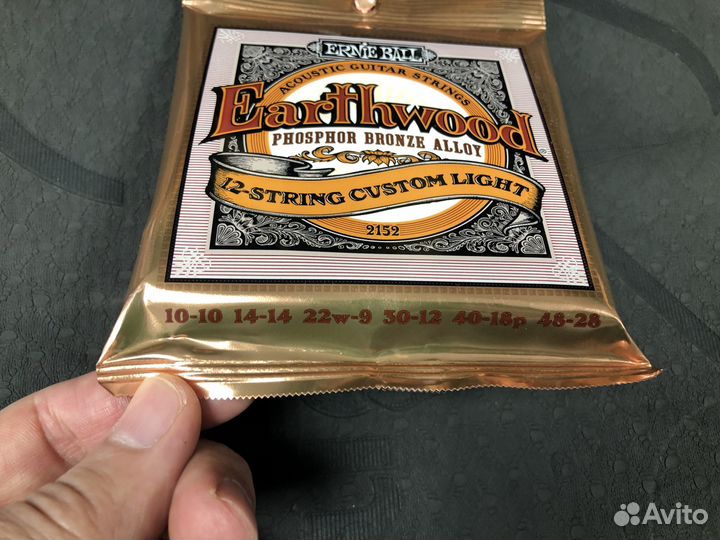 ERNIE BALL
ACOUSTIC GUITAR STRINGS
Earthwood
PHOSPHOR BRONZE ALLOY
12-STRING CUSTOM LIGHT
2152
10-10 14-14 22w-9 30-12 40-18p 48-28
Avito